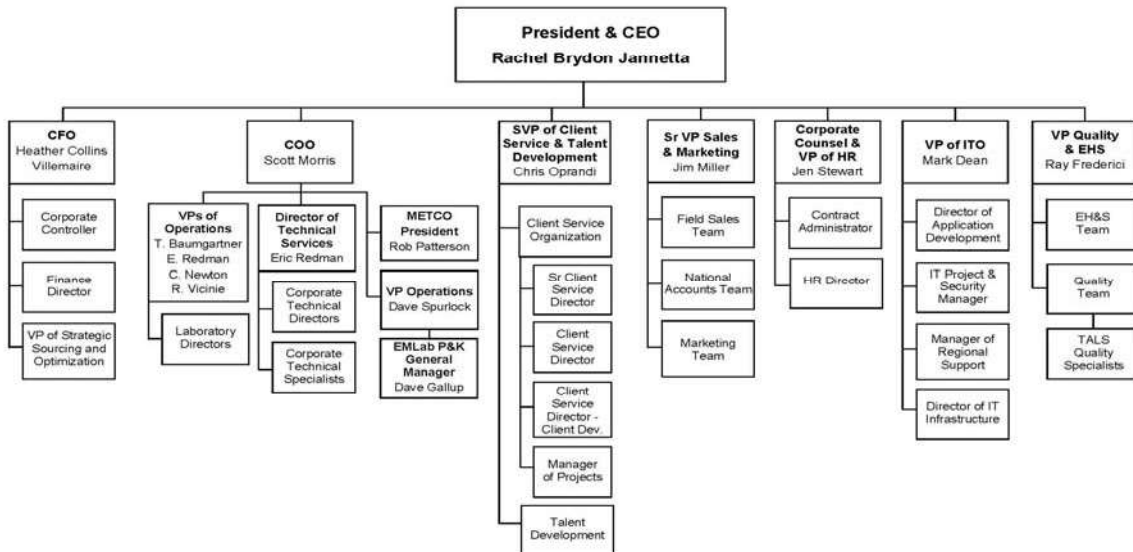 President & CEO
Rachel Brydon Jannetta
CFO
Heather Collins
Villemaire
Corporate
Controller
Finance
Director
VP of Strategic
Sourcing and
Optimization
COO
Scott Morris
VPs of
Operations
T. Baumgartner
E. Redman
C. Newton
R. Vicinie
Laboratory
Directors
Director of
Technical
Services
Eric Redman
Corporate
Technical
Directors
Corporate
Technical
Specialists
METCO
President
Rob Patterson
VP Operations
Dave Spurlock
EMLab P&K
General
Manager
Dave Gallup
SVP of Client
Service & Talent
Development
Chris Oprandi
Client Service
Organization
Sr Client
Service
Director
Client
Service
Director
Client
Service
Director -
Client Dev.
Manager
of Projects
Talent
Development
Sr VP Sales
& Marketing
Jim Miller
Field Sales
Team
National
Accounts Team
Marketing
Team
Corporate
Counsel &
VP of HR
Jen Stewart
Contract
Administrator
HR Director
VP of ITO
Mark Dean
Director of
Application
Development
IT Project &
Security
Manager
Manager of
Regional
Support
Director of IT
Infrastructure
VP Quality
& EHS
Ray Frederici
EH&S
Team
Quality
Team
TALS
Quality
Specialists